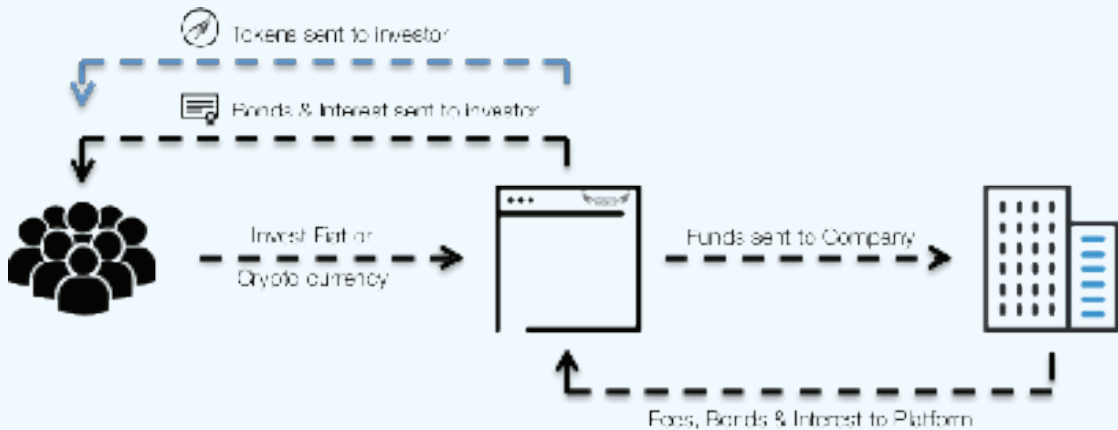 Tokens sent to investor
Bonds & Interest sent to investor
Invest Fiat or
Crypto currency
Funds sent to Company
Fees, Bonds & Interest to Platform